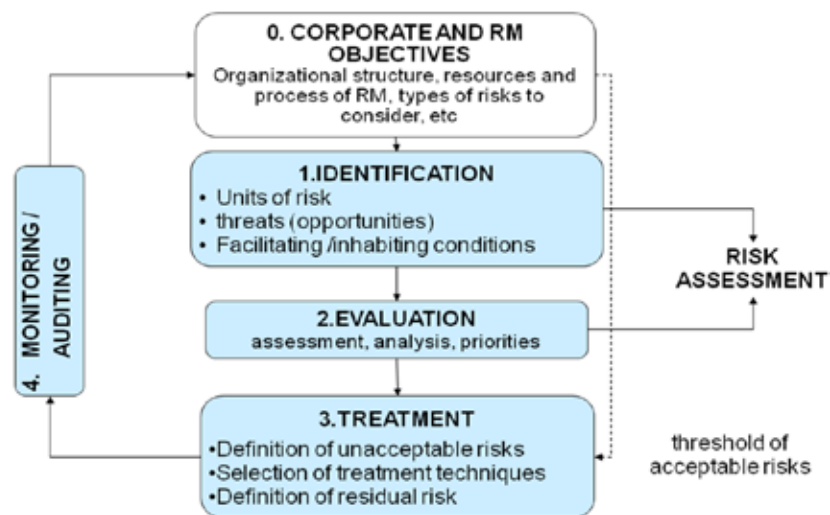 0. CORPORATE AND RM
OBJECTIVES
Organizational structure, resources and
process of RM, types of risks to
consider, etc
1.IDENTIFICATION
• Units of risk
• threats (opportunities)
• Facilitating /inhabiting conditions
RISK
ASSESSMENT
4. MONITORING /
AUDITING
2.EVALUATION
assessment, analysis, priorities
3.TREATMENT
•Definition of unacceptable risks
•Selection of treatment techniques
•Definition of residual risk
threshold of
acceptable risks